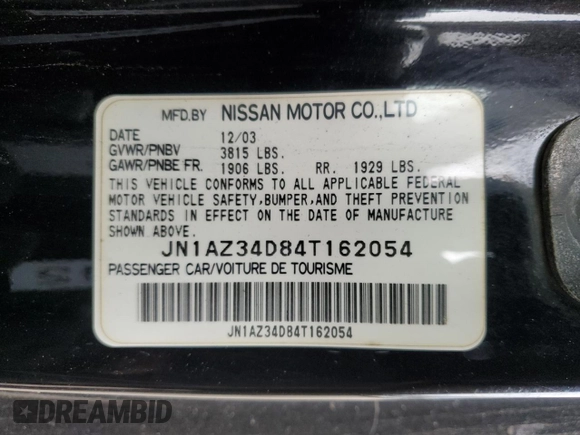 MFD.BY NISSAN MOTOR CO.,LTD
DATE 12/03
GVWR/PNBV 3815 LBS.
GAWR/PNBE FR. 1906 LBS. RR. 1929 LBS.
THIS VEHICLE CONFORMS TO ALL APPLICABLE FEDERAL
MOTOR VEHICLE SAFETY,BUMPER,AND THEFT PREVENTION
STANDARDS IN EFFECT ON THE DATE OF MANUFACTURE
SHOWN ABOVE.
JN1AZ34D84T162054
PASSENGER CAR/VOITURE DE TOURISME
JN1AZ34D84T162054
DREAMBID